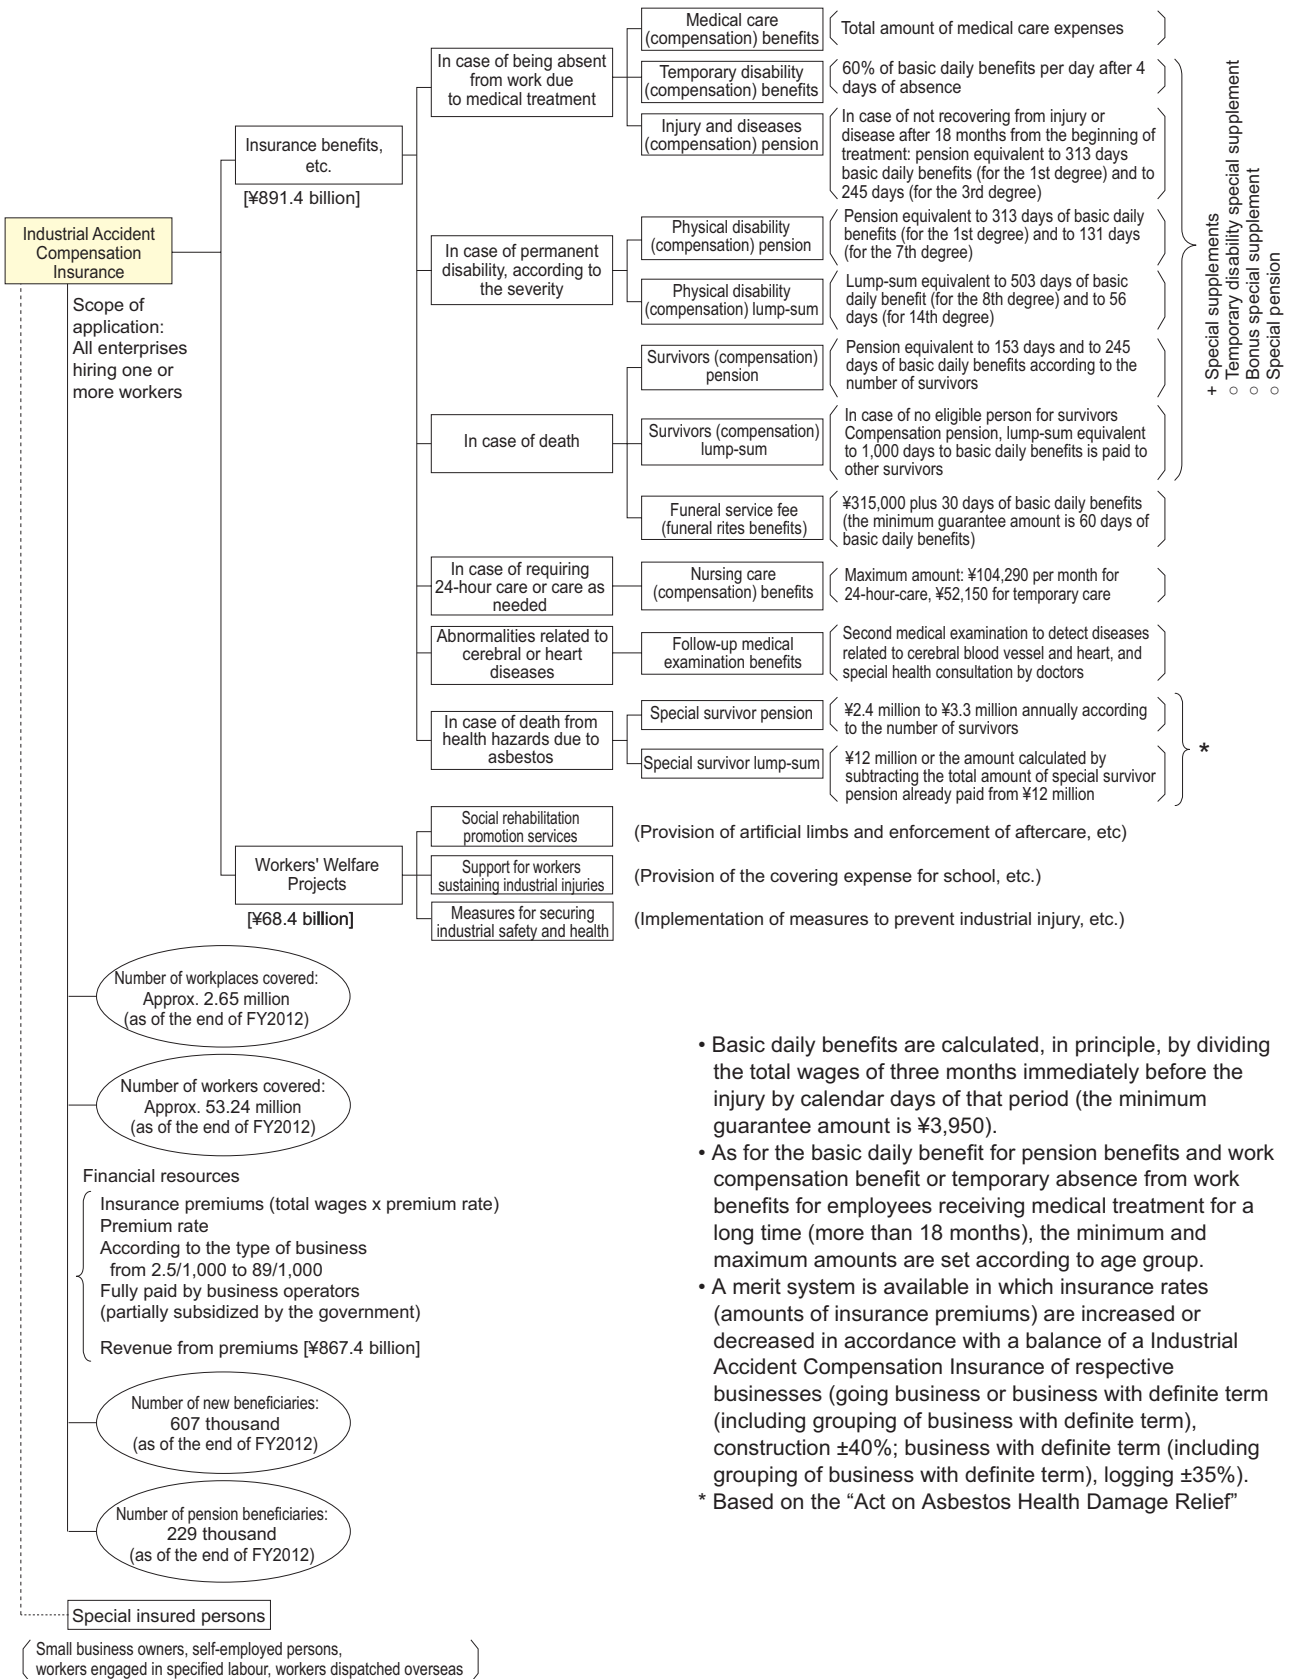 Industrial Accident
Compensation
Insurance
Scope of
application:
All enterprises
hiring one or
more workers
Insurance benefits,
etc.
[¥891.4 billion]
In case of being absent
from work due
to medical treatment
Medical care
(compensation) benefits
Total amount of medical care expenses
Temporary disability
(compensation) benefits
60% of basic daily benefits per day after 4
days of absence
Injury and diseases
(compensation) pension
In case of not recovering from injury or
disease after 18 months from the beginning of
treatment: pension equivalent to 313 days
basic daily benefits (for the 1st degree) and to
245 days (for the 3rd degree)
In case of permanent
disability, according to
the severity
Physical disability
(compensation) pension
Pension equivalent to 313 days of basic daily
benefits (for the 1st degree) and to 131 days
(for the 7th degree)
Physical disability
(compensation) lump-sum
Lump-sum equivalent to 503 days of basic
daily benefit (for the 8th degree) and to 56
days (for 14th degree)
In case of death
Survivors (compensation)
pension
Pension equivalent to 153 days and to 245
days of basic daily benefits according to the
number of survivors
Survivors (compensation)
lump-sum
In case of no eligible person for survivors
Compensation pension, lump-sum equivalent
to 1,000 days to basic daily benefits is paid to
other survivors
Funeral service fee
(funeral rites benefits)
¥315,000 plus 30 days of basic daily benefits
(the minimum guarantee amount is 60 days of
basic daily benefits)
+ Special supplements
○ Temporary disability special supplement
○ Bonus special supplement
○ Special pension
In case of requiring
24-hour care or care as
needed
Nursing care
(compensation) benefits
Maximum amount: ¥104,290 per month for
24-hour-care, ¥52,150 for temporary care
Abnormalities related to
cerebral or heart
diseases
Follow-up medical
examination benefits
Second medical examination to detect diseases
related to cerebral blood vessel and heart, and
special health consultation by doctors
In case of death from
health hazards due to
asbestos
Special survivor pension
¥2.4 million to ¥3.3 million annually according
to the number of survivors
Special survivor lump-sum
¥12 million or the amount calculated by
subtracting the total amount of special survivor
pension already paid from ¥12 million
*
Workers' Welfare
Projects
[¥68.4 billion]
Social rehabilitation
promotion services
(Provision of artificial limbs and enforcement of aftercare, etc)
Support for workers
sustaining industrial injuries
(Provision of the covering expense for school, etc.)
Measures for securing
industrial safety and health
(Implementation of measures to prevent industrial injury, etc.)
Number of workplaces covered:
Approx. 2.65 million
(as of the end of FY2012)
Number of workers covered:
Approx. 53.24 million
(as of the end of FY2012)
Financial resources
Insurance premiums (total wages x premium rate)
Premium rate
According to the type of business
from 2.5/1,000 to 89/1,000
Fully paid by business operators
(partially subsidized by the government)
Revenue from premiums [¥867.4 billion]
Number of new beneficiaries:
607 thousand
(as of the end of FY2012)
Number of pension beneficiaries:
229 thousand
(as of the end of FY2012)
Special insured persons
Small business owners, self-employed persons,
workers engaged in specified labour, workers dispatched overseas
• Basic daily benefits are calculated, in principle, by dividing
the total wages of three months immediately before the
injury by calendar days of that period (the minimum
guarantee amount is ¥3,950).
• As for the basic daily benefit for pension benefits and work
compensation benefit or temporary absence from work
benefits for employees receiving medical treatment for a
long time (more than 18 months), the minimum and
maximum amounts are set according to age group.
• A merit system is available in which insurance rates
(amounts of insurance premiums) are increased or
decreased in accordance with a balance of a Industrial
Accident Compensation Insurance of respective
businesses (going business or business with definite term
(including grouping of business with definite term),
construction ±40%; business with definite term (including
grouping of business with definite term), logging ±35%).
* Based on the “Act on Asbestos Health Damage Relief”